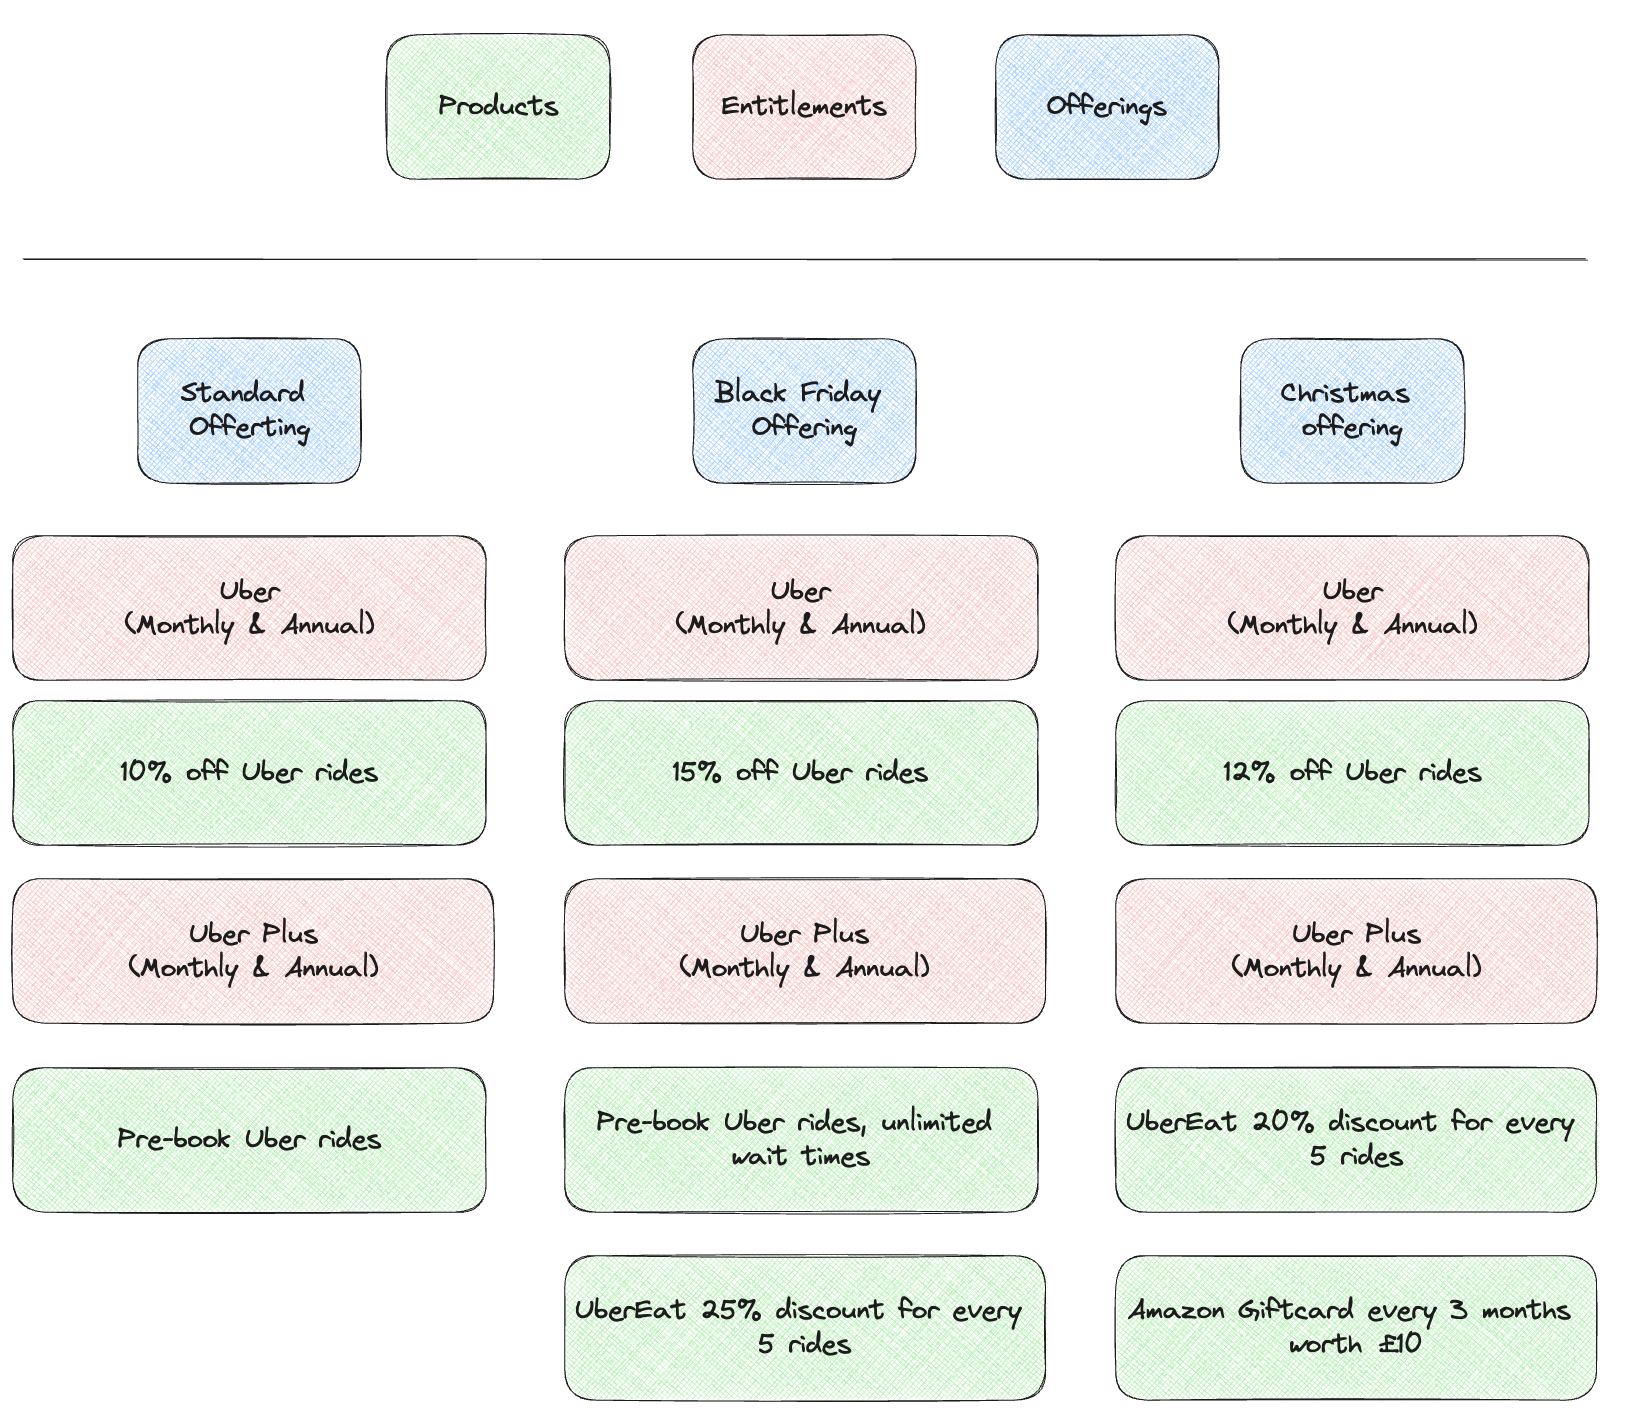 Products
Entitlements
Offerings
Standard
Offerting
Black Friday
Offering
Christmas
offering
Uber
(Monthly & Annual)
Uber
(Monthly & Annual)
Uber
(Monthly & Annual)
10% off Uber rides
15% off Uber rides
12% off Uber rides
Uber Plus
(Monthly & Annual)
Uber Plus
(Monthly & Annual)
Uber Plus
(Monthly & Annual)
Pre-book Uber rides
Pre-book Uber rides, unlimited
wait times
UberEat 20% discount for every
5 rides
UberEat 25% discount for every
5 rides
Amazon Giftcard every 3 months
worth £10